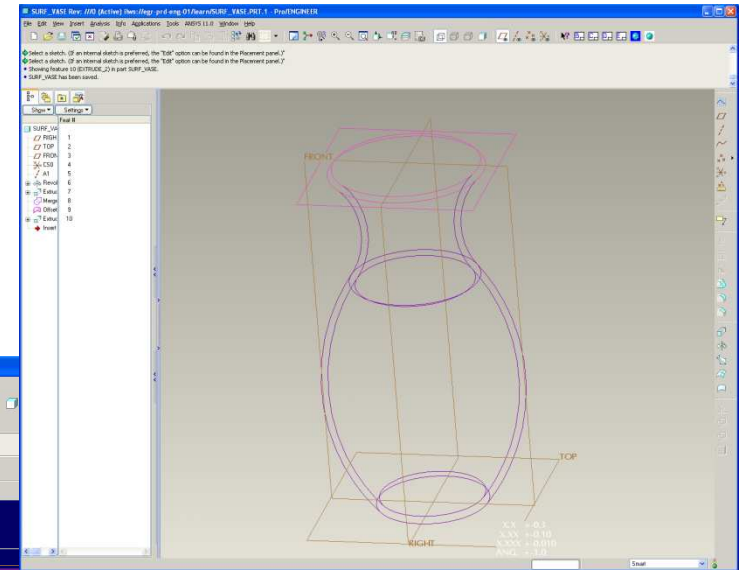 SURF_VASE Rev: ///0 (Active) ilws://egr-prd-eng-01/learn/SURF_VASE.PRT.1 - Pro/ENGINEER
File Edit View Insert Analysis Info Applications Tools ANSYS 11.0 Window Help
Select a sketch. (If an internal sketch is preferred, the "Edit" option can be found in the Placement panel.)"
Select a sketch. (If an internal sketch is preferred, the "Edit" option can be found in the Placement panel.)"
Showing feature 10 (EXTRUDE_2) in part SURF_VASE.
SURF_VASE has been saved.
Show Settings
Feat #
SURF_VA
RIGH 1
TOP 2
FRON 3
CS0 4
A1 5
Revol 6
Extruc 7
Merge 8
Offset 9
Extruc 10
Insert
FRONT
TOP
RIGHT
X.X +-0.1
X.XX +-0.10
X.XXX +-0.010
ANG. +-1.0
Smart